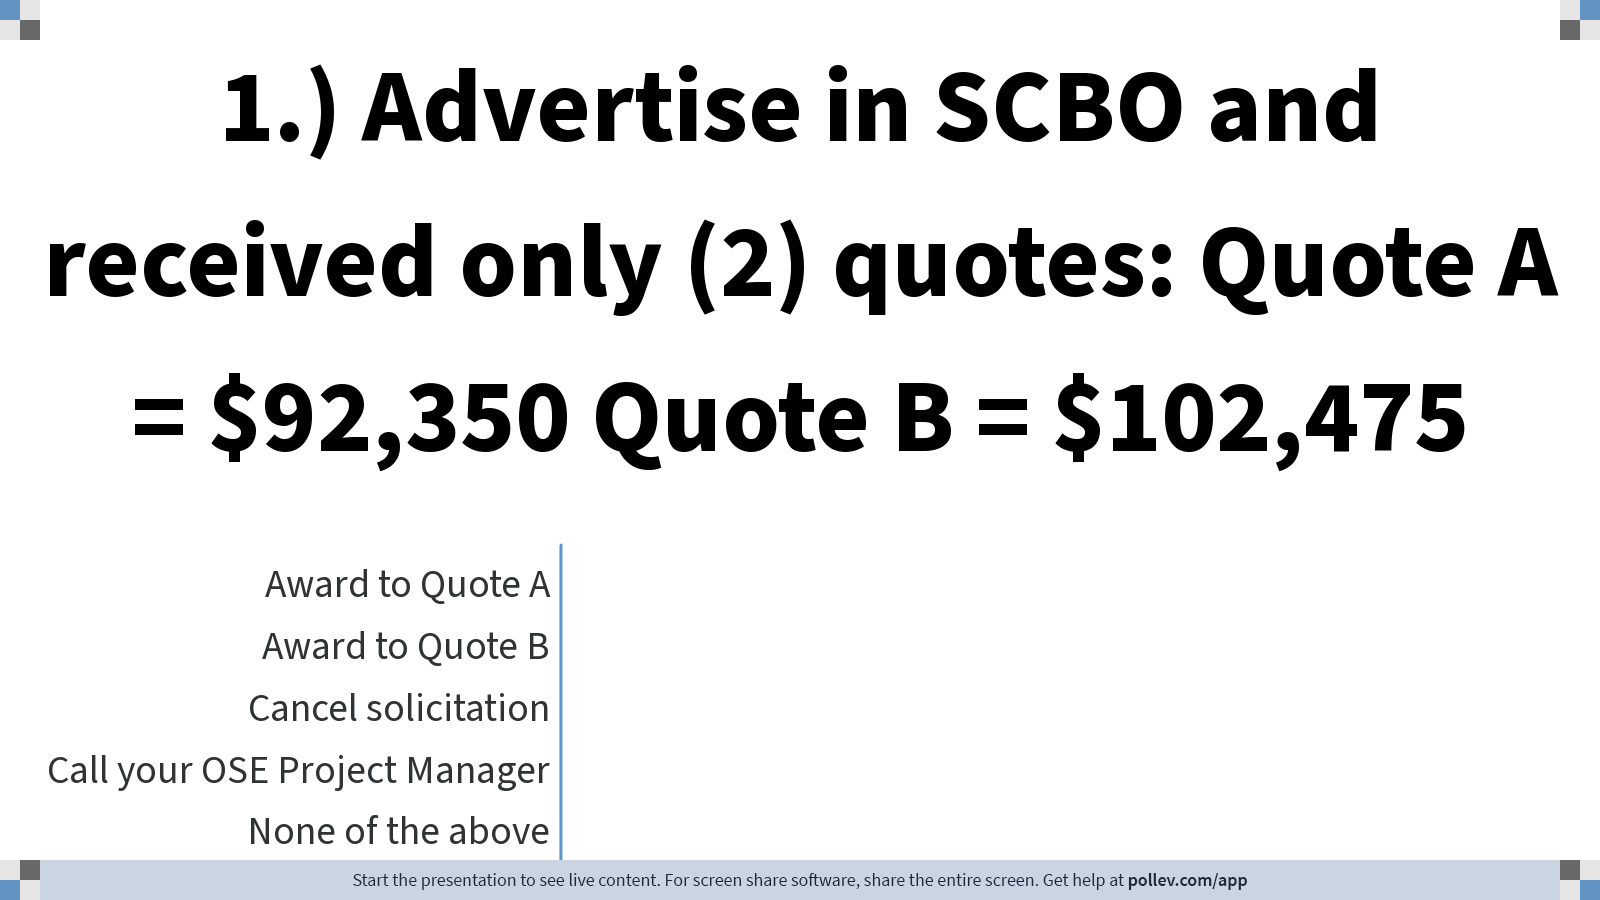 1.) Advertise in SCBO and
received only (2) quotes: Quote A
= $92,350 Quote B = $102,475
Award to Quote A
Award to Quote B
Cancel solicitation
Call your OSE Project Manager
None of the above
Start the presentation to see live content. For screen share software, share the entire screen. Get help at pollev.com/app